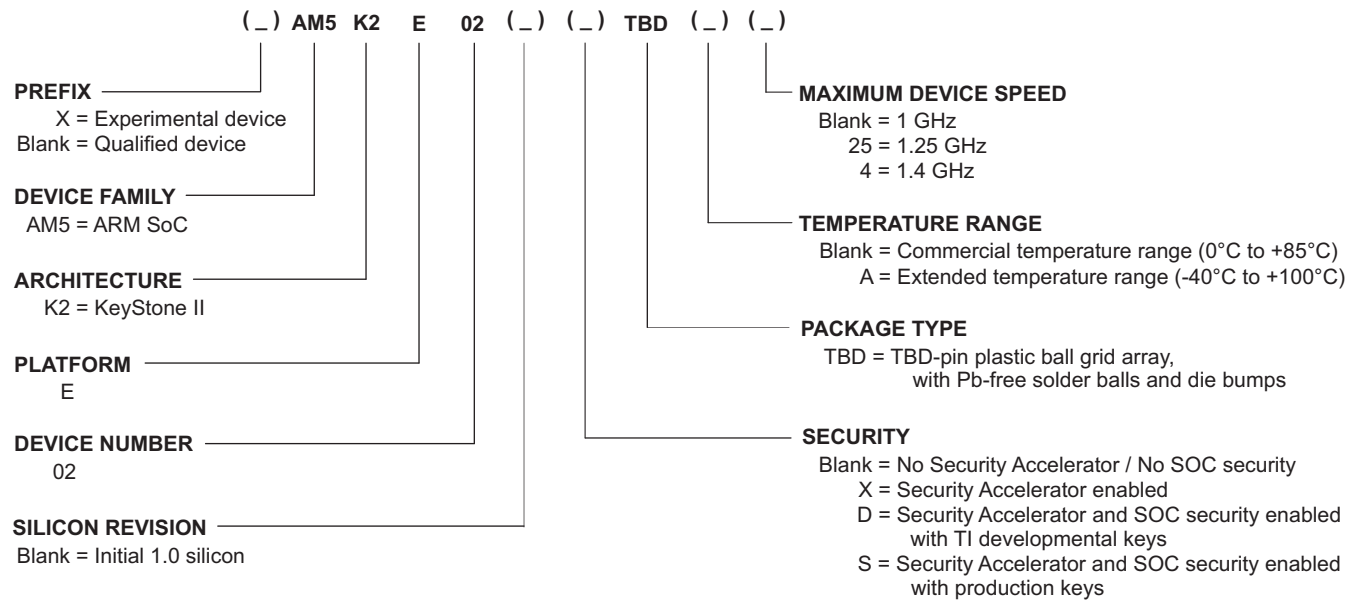 ( _ ) AM5 K2 E 02 ( _ ) ( _ ) TBD ( _ ) ( _ )
PREFIX
X = Experimental device
Blank = Qualified device
DEVICE FAMILY
AM5 = ARM SoC
ARCHITECTURE
K2 = KeyStone II
PLATFORM
E
DEVICE NUMBER
02
SILICON REVISION
Blank = Initial 1.0 silicon
MAXIMUM DEVICE SPEED
Blank = 1 GHz
25 = 1.25 GHz
4 = 1.4 GHz
TEMPERATURE RANGE
Blank = Commercial temperature range (0°C to +85°C)
A = Extended temperature range (-40°C to +100°C)
PACKAGE TYPE
TBD = TBD-pin plastic ball grid array,
with Pb-free solder balls and die bumps
SECURITY
Blank = No Security Accelerator / No SOC security
X = Security Accelerator enabled
D = Security Accelerator and SOC security enabled
with TI developmental keys
S = Security Accelerator and SOC security enabled
with production keys